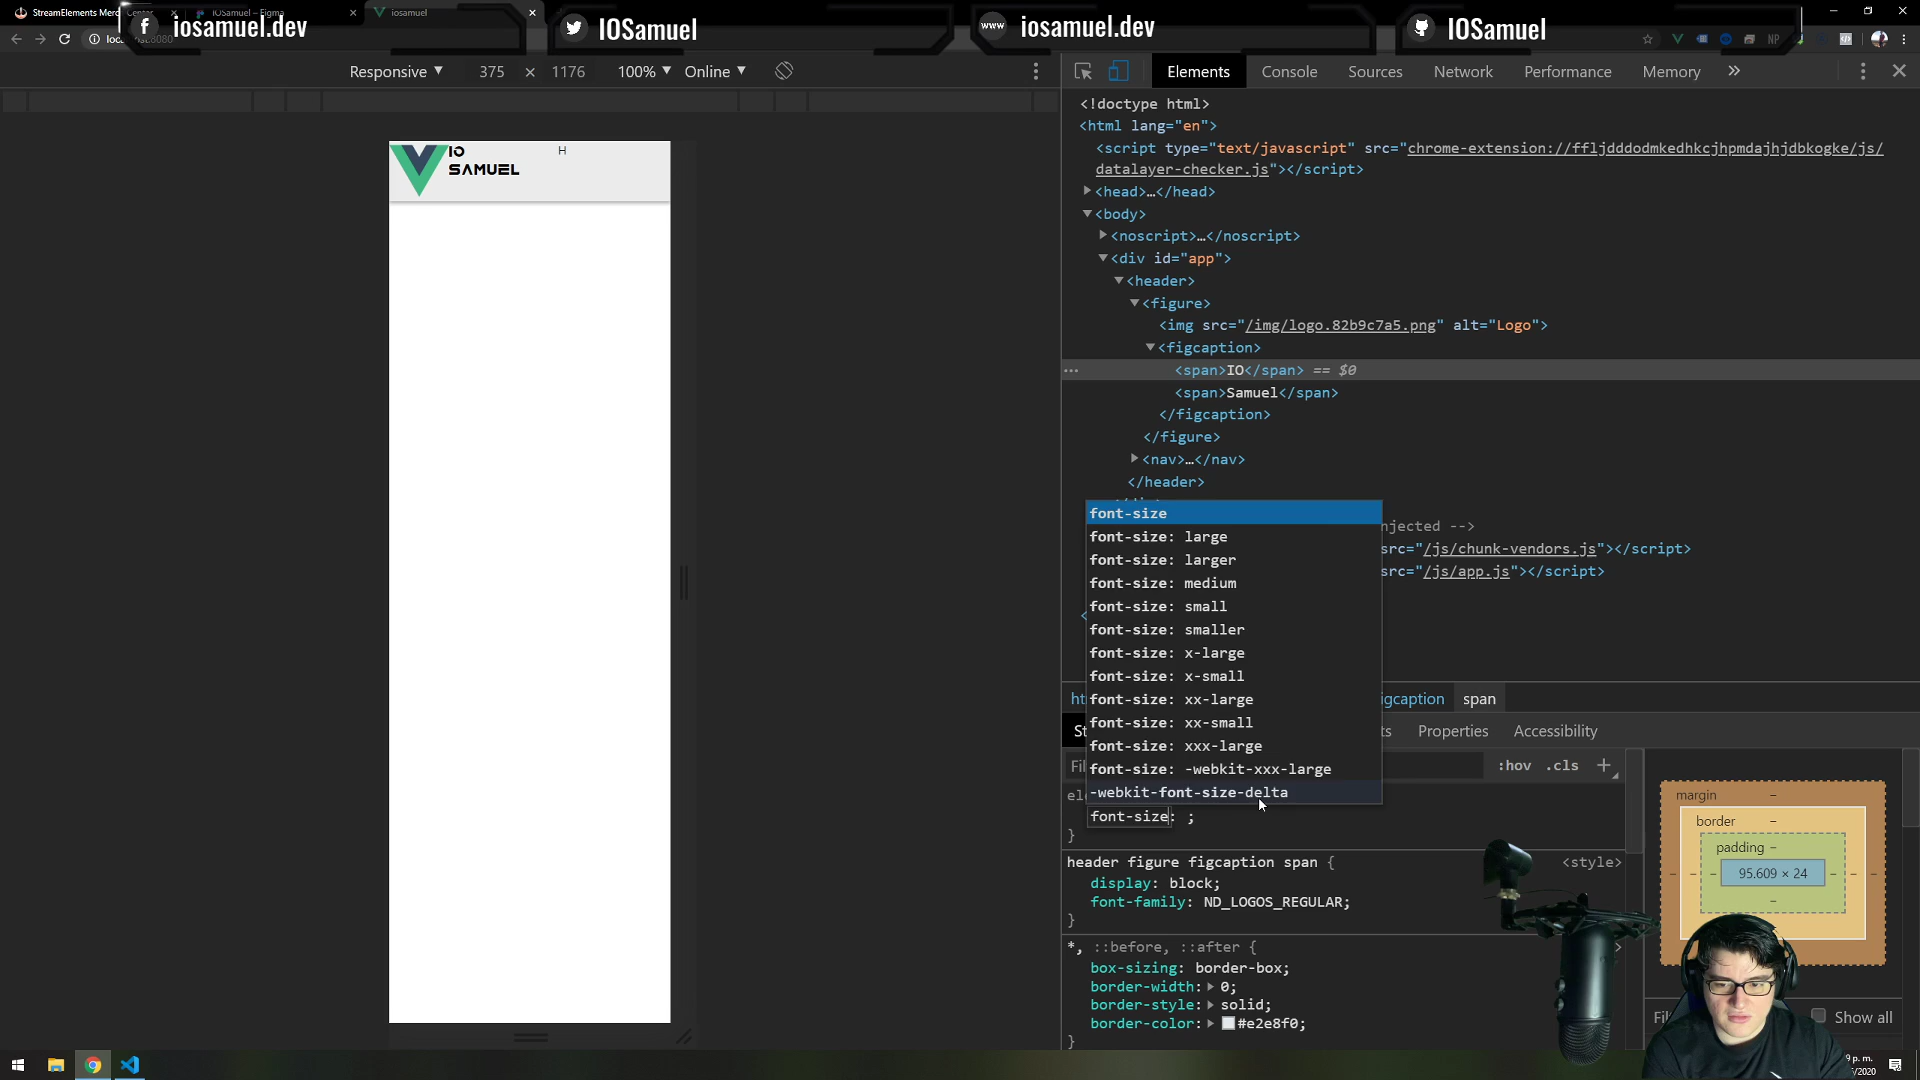 StreamElements Merch Center
IOSamuel – Figma
iosamuel
iosamuel.dev
IOSamuel
www
iosamuel.dev
IOSamuel
Responsive ▼ 375 × 1176 100% ▼ Online ▼
IO
SAMUEL
H
Elements Console Sources Network Performance Memory »
<!doctype html>
<html lang="en">
<script type="text/javascript" src="chrome-extension://ffljdddodmkedhkcjhpmdajhjdbkogke/js/
datalayer-checker.js"></script>
<head>…</head>
<body>
<noscript>…</noscript>
<div id="app">
<header>
<figure>
<img src="/img/logo.82b9c7a5.png" alt="Logo">
<figcaption>
<span>IO</span> == $0
<span>Samuel</span>
</figcaption>
</figure>
<nav>…</nav>
</header>
njected -->
src="/js/chunk-vendors.js"></script>
src="/js/app.js"></script>
font-size
font-size: large
font-size: larger
font-size: medium
font-size: small
font-size: smaller
font-size: x-large
font-size: x-small
font-size: xx-large
font-size: xx-small
font-size: xxx-large
font-size: -webkit-xxx-large
-webkit-font-size-delta
igcaption span
Properties Accessibility
:hov .cls +
font-size: ;
}
header figure figcaption span { <style>
display: block;
font-family: ND_LOGOS_REGULAR;
}
*, ::before, ::after {
box-sizing: border-box;
border-width: 0;
border-style: solid;
border-color: #e2e8f0;
}
margin –
border –
padding –
95.609 × 24
Show all